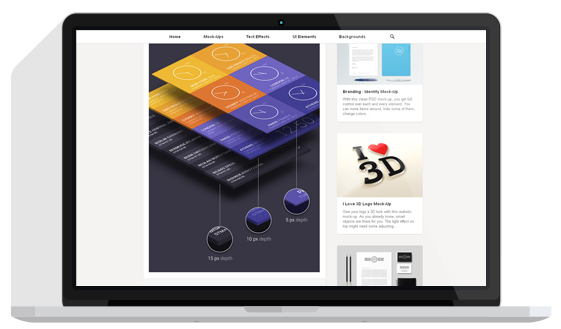 Home Mock-Ups Text Effects UI Elements Backgrounds
Branding / Identity Mock-Up
With this clean PSD mock-up, you get full
control over each and every element. You
can move items around, hide some of them,
change colors.
I
3D
I Love 3D Logo Mock-Up
Give your logo a 3D look with this realistic
mock-up. As you already know, smart
objects are there for you. The light effect on
top might need some adjusting.
12:50
5 px depth
10 px depth
15 px depth